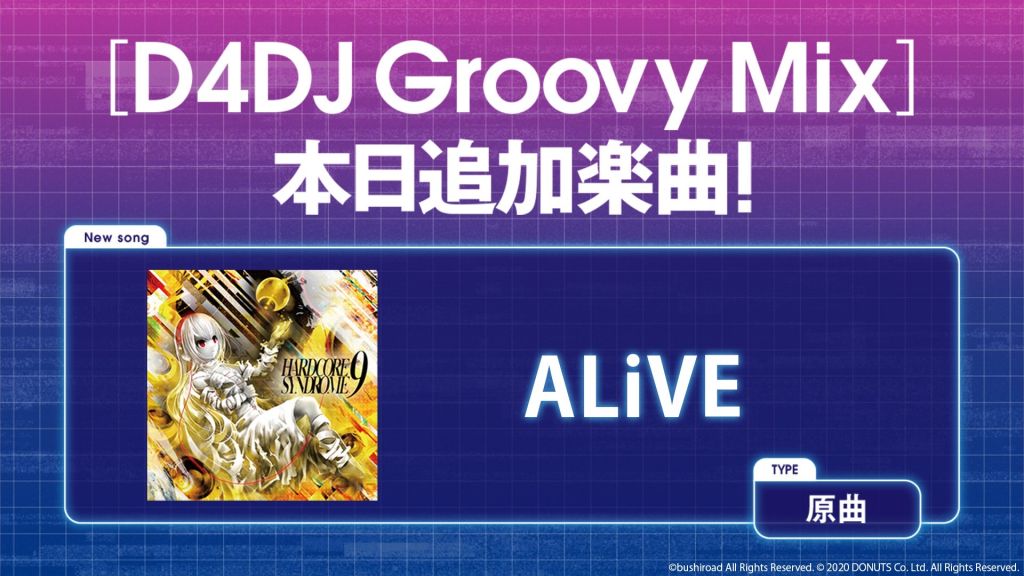 [D4DJ Groovy Mix]
本日追加楽曲!
New song
HARDCORE
SYNDROME 9
ALiVE
TYPE
原曲
©bushiroad All Rights Reserved. © 2020 DONUTS Co. Ltd. All Rights Reserved.